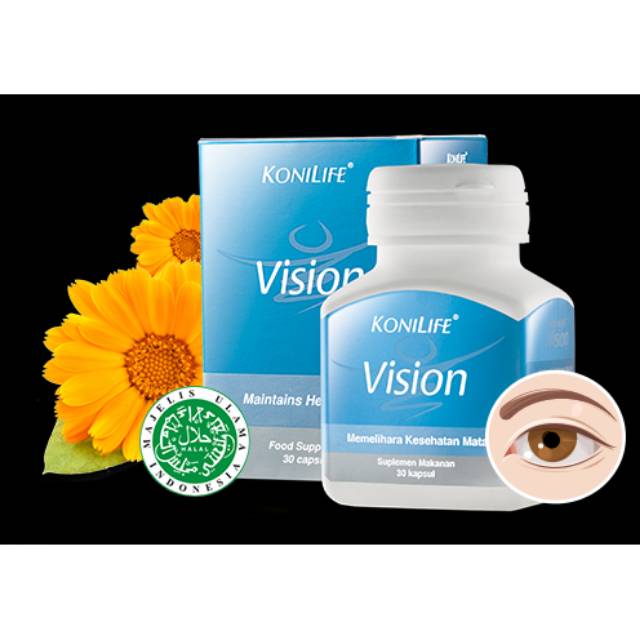 KONILIFE®
Vision
Maintains He
Food Supp
30 capsu
KONILIFE®
Vision
Memelihara Kesehatan Mata
Suplemen Makanan
30 kapsul
MAJELIS ULAMA
INDONESIA
حلال
HALAL